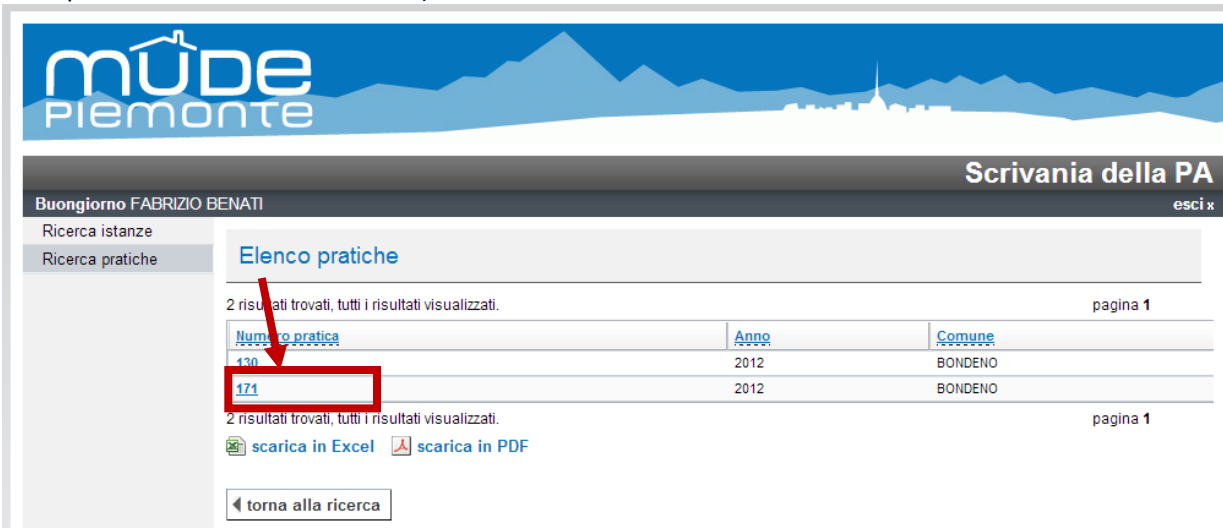 mūDe
PIEMONTE
Scrivania della PA
Buongiorno FABRIZIO BENATI
esci x
Ricerca istanze
Ricerca pratiche
Elenco pratiche
2 risultati trovati, tutti i risultati visualizzati.
pagina 1
Numero pratica Anno Comune
130 2012 BONDENO
171 2012 BONDENO
2 risultati trovati, tutti i risultati visualizzati.
pagina 1
scarica in Excel scarica in PDF
torna alla ricerca